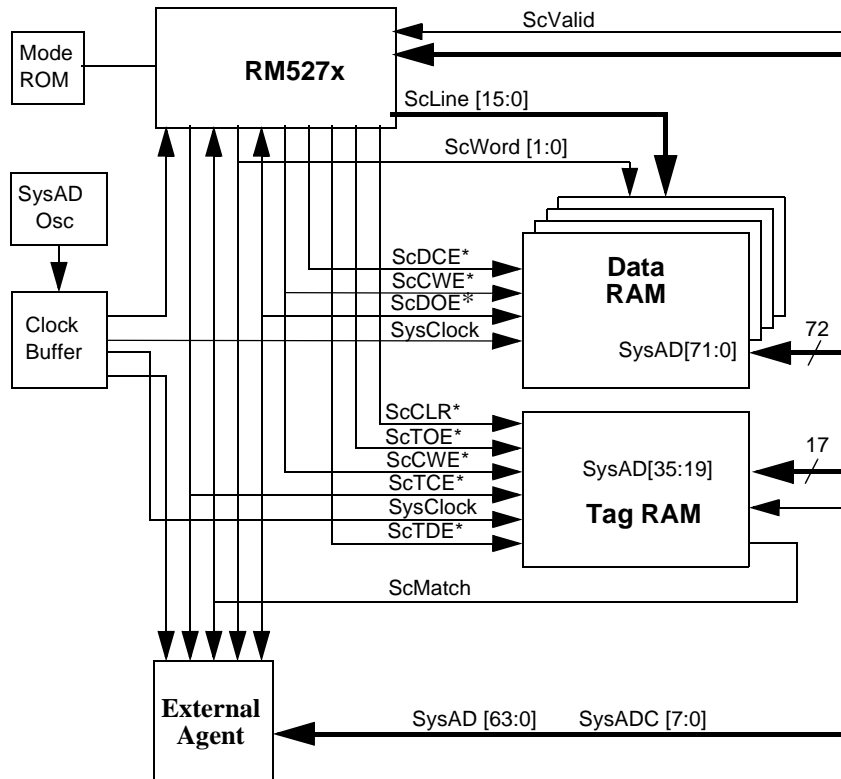 ScValid
Mode
ROM
RM527x
ScLine [15:0]
ScWord [1:0]
SysAD
Osc
ScDCE*
ScCWE*
ScDOE*
SysClock
Data
RAM
SysAD[71:0]
72
Clock
Buffer
ScCLR*
ScTOE*
ScCWE*
ScTCE*
SysClock
ScTDE*
SysAD[35:19]
Tag RAM
17
ScMatch
External
Agent
SysAD [63:0] SysADC [7:0]